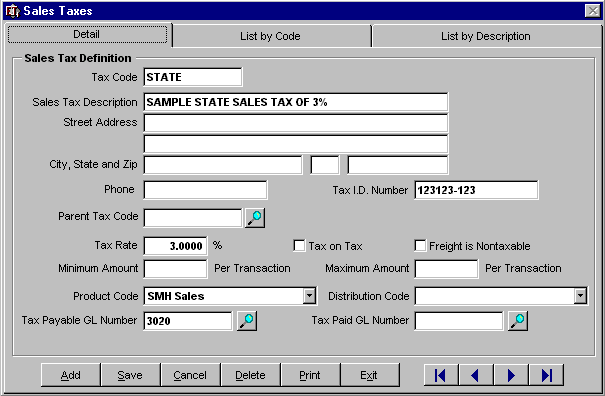 Sales Taxes
Detail List by Code List by Description
Sales Tax Definition
Tax Code STATE
Sales Tax Description SAMPLE STATE SALES TAX OF 3%
Street Address
City, State and Zip
Phone Tax I.D. Number 123123-123
Parent Tax Code
Tax Rate 3.0000 % Tax on Tax Freight is Nontaxable
Minimum Amount Per Transaction Maximum Amount Per Transaction
Product Code SMH Sales Distribution Code
Tax Payable GL Number 3020 Tax Paid GL Number
Add Save Cancel Delete Print Exit